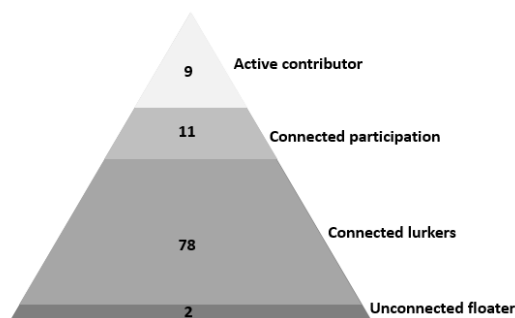 9 Active contributor
11 Connected participation
78 Connected lurkers
2 Unconnected floater